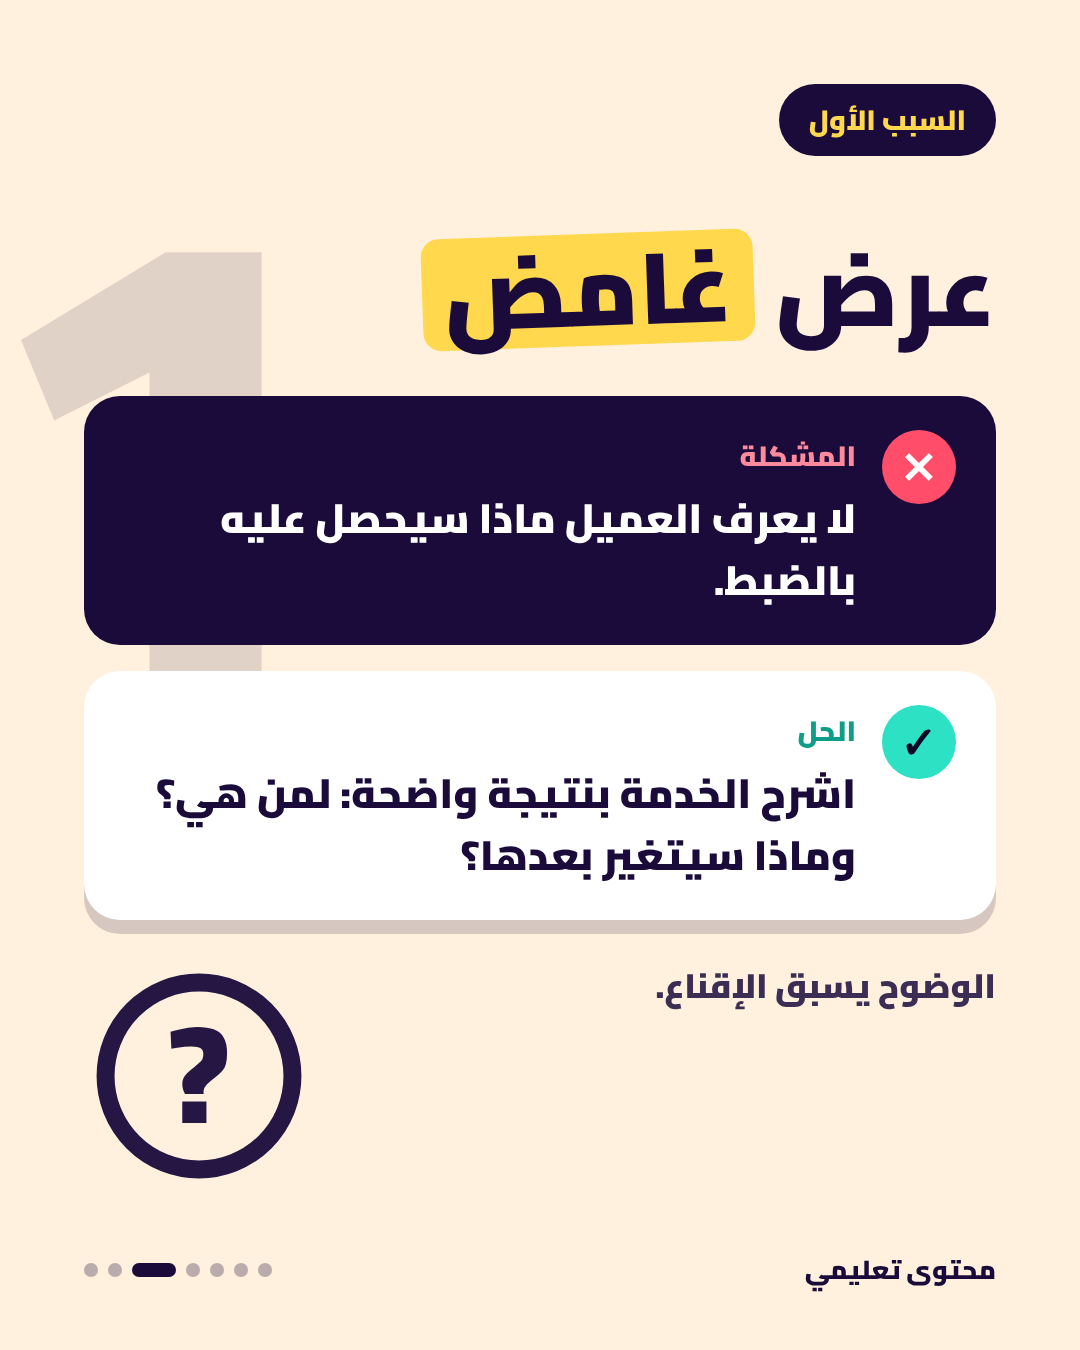 السبب الأول
عرض غامض
1
المشكلة
لا يعرف العميل ماذا سيحصل عليه
بالضبط.
الحل
اشرح الخدمة بنتيجة واضحة: لمن هي؟
وماذا سيتغير بعدها؟
الوضوح يسبق الإقناع.
?
محتوى تعليمي